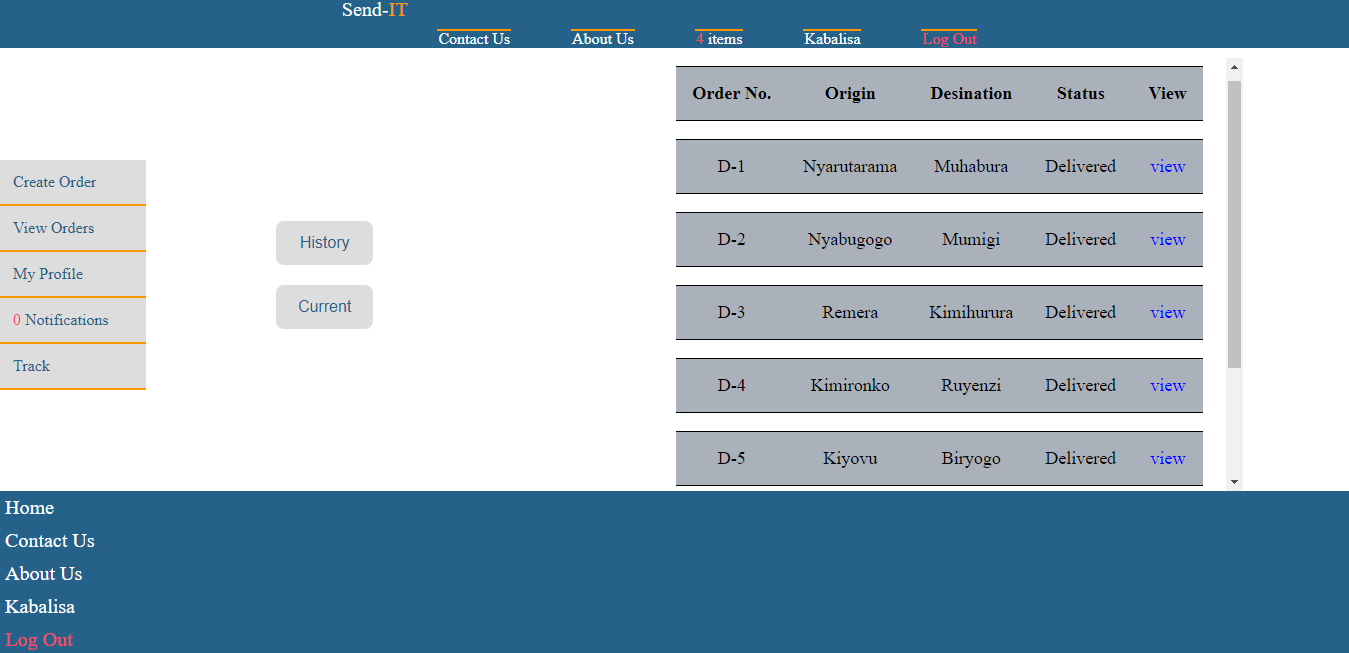 Send-IT
Contact Us About Us 4 items Kabalisa Log Out
Create Order
View Orders
My Profile
0 Notifications
Track
History
Current
Order No. Origin Desination Status View
D-1 Nyarutarama Muhabura Delivered view
D-2 Nyabugogo Mumigi Delivered view
D-3 Remera Kimihurura Delivered view
D-4 Kimironko Ruyenzi Delivered view
D-5 Kiyovu Biryogo Delivered view
Home
Contact Us
About Us
Kabalisa
Log Out